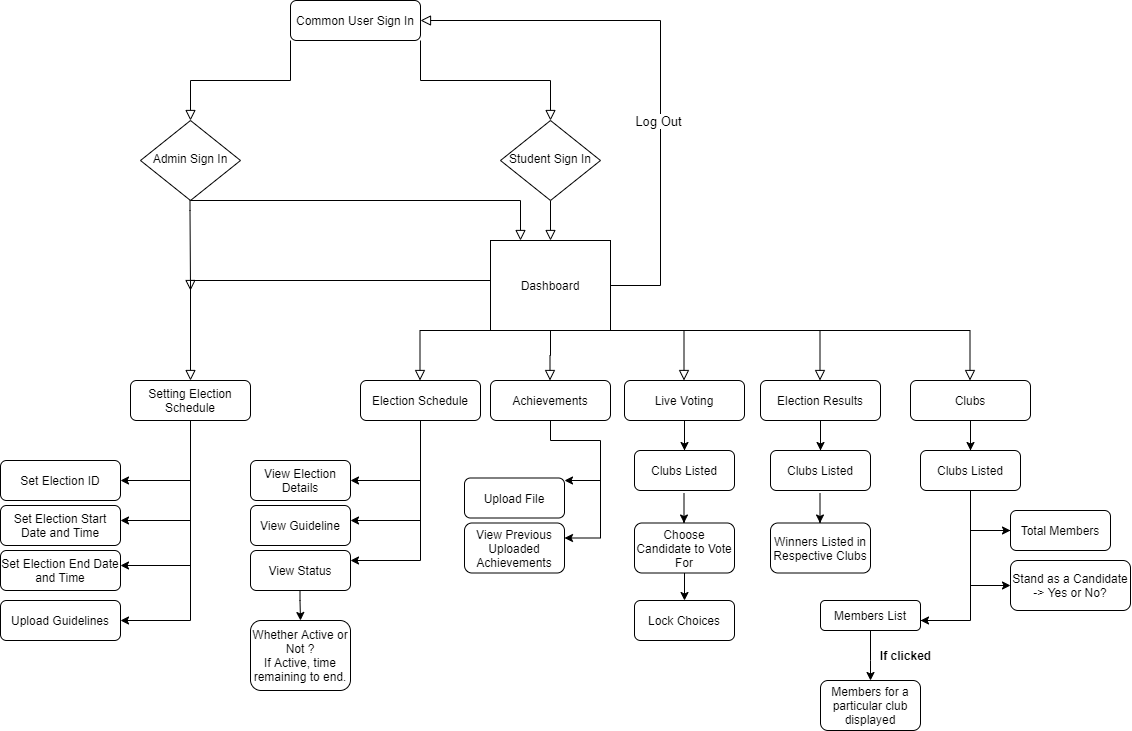 Common User Sign In
Log Out
Admin Sign In
Student Sign In
Dashboard
Setting Election
Schedule
Election Schedule
Achievements
Live Voting
Election Results
Clubs
Set Election ID
Set Election Start
Date and Time
Set Election End Date
and Time
Upload Guidelines
View Election
Details
View Guideline
View Status
Whether Active or
Not ?
If Active, time
remaining to end.
Upload File
View Previous
Uploaded
Achievements
Clubs Listed
Choose
Candidate to Vote
For
Lock Choices
Clubs Listed
Winners Listed in
Respective Clubs
Clubs Listed
Total Members
Stand as a Candidate
-> Yes or No?
Members List
If clicked
Members for a
particular club
displayed